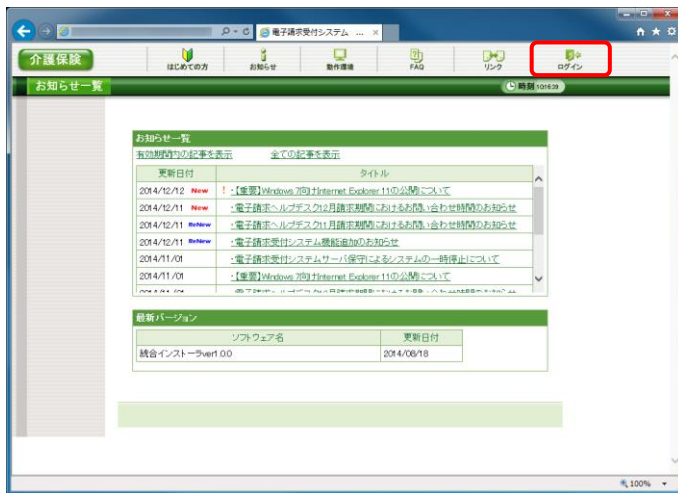 電子請求受付システム ...
介護保険
はじめての方
お知らせ
動作環境
FAQ
リンク
ログイン
お知らせ一覧
時刻 10:16:39
お知らせ一覧
有効期間内の記事を表示 全ての記事を表示
更新日付 タイトル
2014/12/12 New ! ・【重要】Windows 7向けInternet Explorer 11の公開について
2014/12/11 New ・電子請求ヘルプデスク12月請求期間におけるお問い合わせ時間のお知らせ
2014/12/11 ReNew ・電子請求ヘルプデスク11月請求期間におけるお問い合わせ時間のお知らせ
2014/12/11 ReNew ・電子請求受付システム機能追加のお知らせ
2014/11/01 ・電子請求受付システムサーバ保守によるシステムの一時停止について
2014/11/01 ・【重要】Windows 7向けInternet Explorer 11の公開について
最新バージョン
ソフトウェア名 更新日付
統合インストーラver1.0.0 2014/08/18
100%